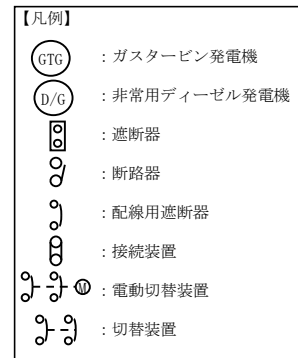 【凡例】
GTG ：ガスタービン発電機
D/G ：非常用ディーゼル発電機
：遮断器
：断路器
：配線用遮断器
：接続装置
M ：電動切替装置
：切替装置